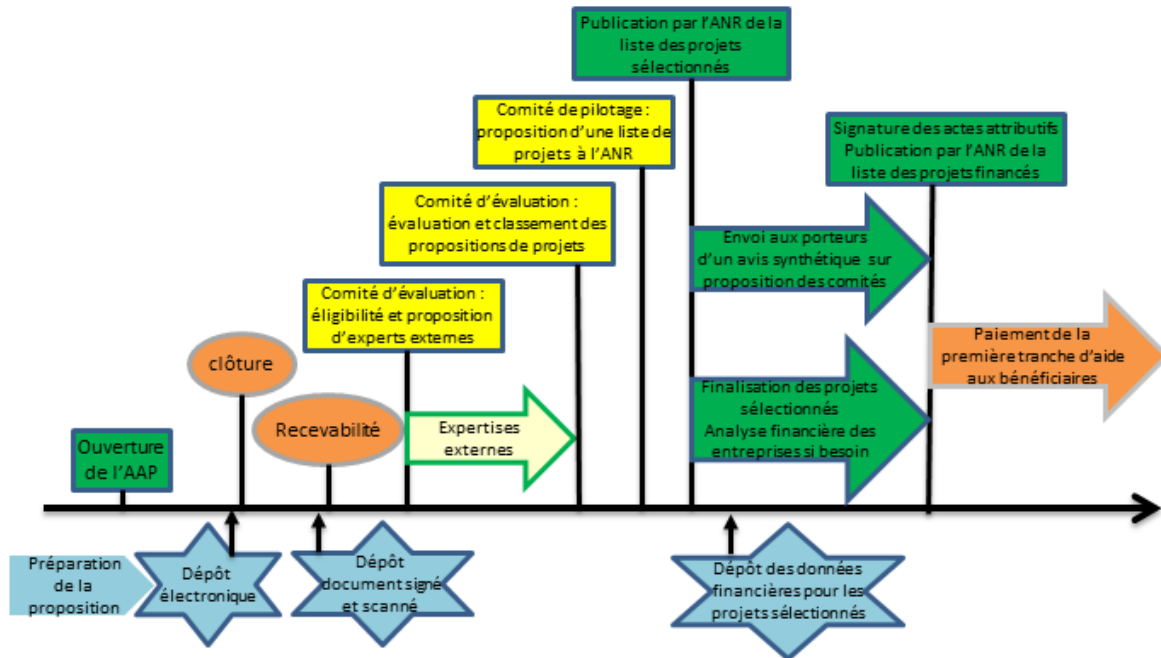 Publication par l’ANR de la
liste des projets
sélectionnés
Comité de pilotage :
proposition d’une liste de
projets à l’ANR
Signature des actes attributifs
Publication par l’ANR de la
liste des projets financés
Comité d’évaluation :
évaluation et classement des
propositions de projets
Envoi aux porteurs
d’un avis synthétique sur
proposition des comités
Comité d’évaluation :
éligibilité et proposition
d’experts externes
Paiement de la
première tranche d’aide
aux bénéficiaires
clôture
Finalisation des projets
sélectionnés
Analyse financière des
entreprises si besoin
Recevabilité
Expertises
externes
Ouverture
de l’AAP
Préparation
de la
proposition
Dépôt
électronique
Dépôt
document signé
et scanné
Dépôt des données
financières pour les
projets sélectionnés